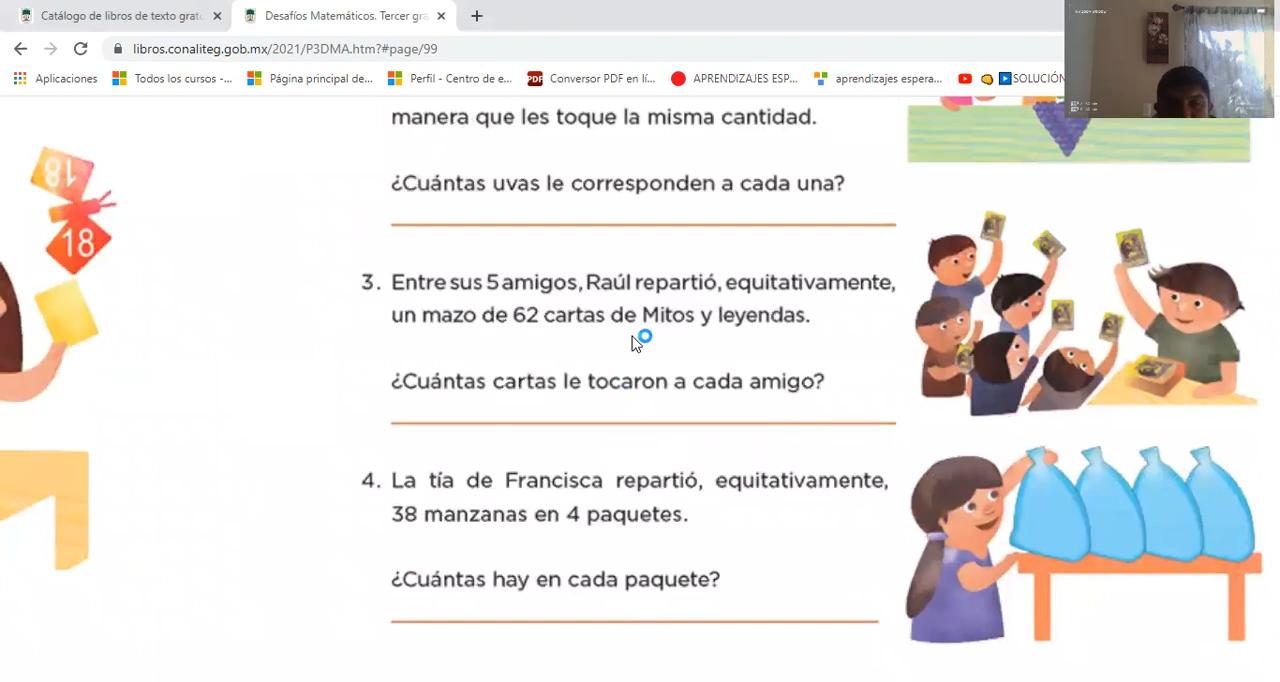 Catálogo de libros de texto gratu
Desafíos Matemáticos. Tercer gra
libros.conaliteg.gob.mx/2021/P3DMA.htm?#page/99
Aplicaciones
Todos los cursos -...
Página principal de...
Perfil - Centro de e...
PDF
Conversor PDF en lí...
APRENDIZAJES ESP...
aprendizajes espera...
SOLUCIÓN
manera que les toque la misma cantidad.
¿Cuántas uvas le corresponden a cada una?
18
18
3. Entre sus 5 amigos, Raúl repartió, equitativamente,
un mazo de 62 cartas de Mitos y leyendas.
¿Cuántas cartas le tocaron a cada amigo?
4. La tía de Francisca repartió, equitativamente,
38 manzanas en 4 paquetes.
¿Cuántas hay en cada paquete?